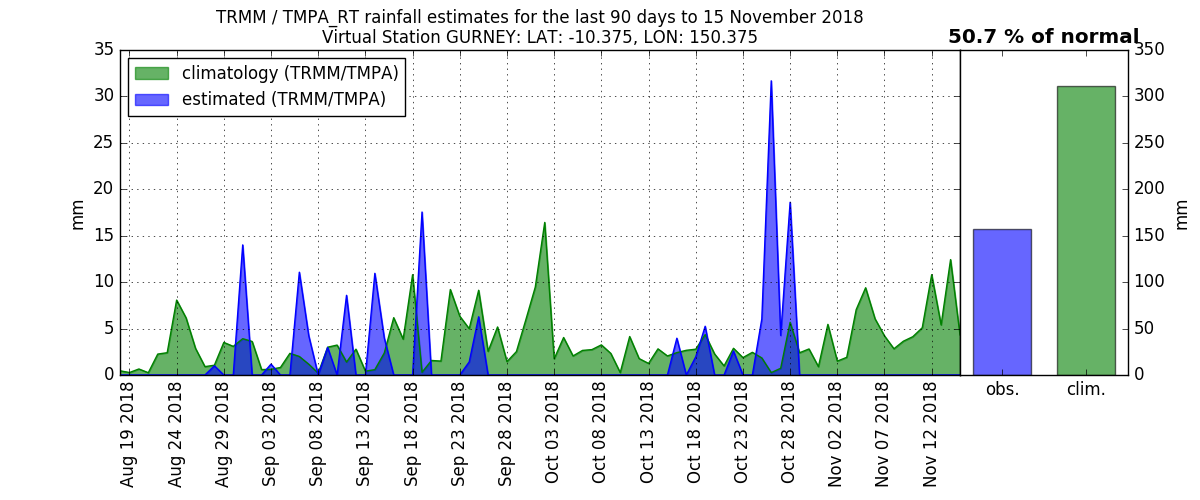 TRMM / TMPA_RT rainfall estimates for the last 90 days to 15 November 2018
Virtual Station GURNEY: LAT: -10.375, LON: 150.375
50.7 % of normal
climatology (TRMM/TMPA)
estimated (TRMM/TMPA)
35
30
25
20
15
10
5
0
mm
Aug 19 2018
Aug 24 2018
Aug 29 2018
Sep 03 2018
Sep 08 2018
Sep 13 2018
Sep 18 2018
Sep 23 2018
Sep 28 2018
Oct 03 2018
Oct 08 2018
Oct 13 2018
Oct 18 2018
Oct 23 2018
Oct 28 2018
Nov 02 2018
Nov 07 2018
Nov 12 2018
obs.
clim.
350
300
250
200
150
100
50
0
mm